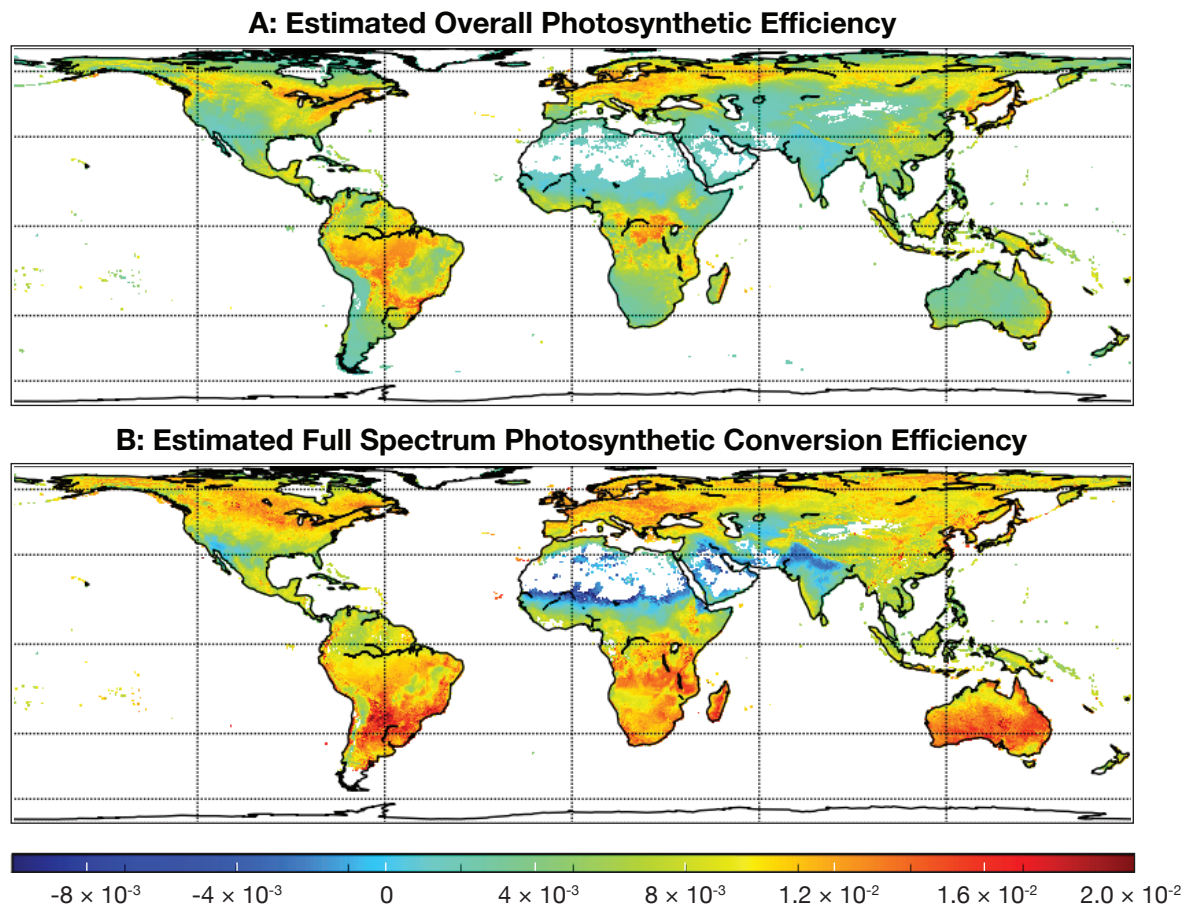 A: Estimated Overall Photosynthetic Efficiency
B: Estimated Full Spectrum Photosynthetic Conversion Efficiency
-8 × 10⁻³ -4 × 10⁻³ 0 4 × 10⁻³ 8 × 10⁻³ 1.2 × 10⁻² 1.6 × 10⁻² 2.0 × 10⁻²